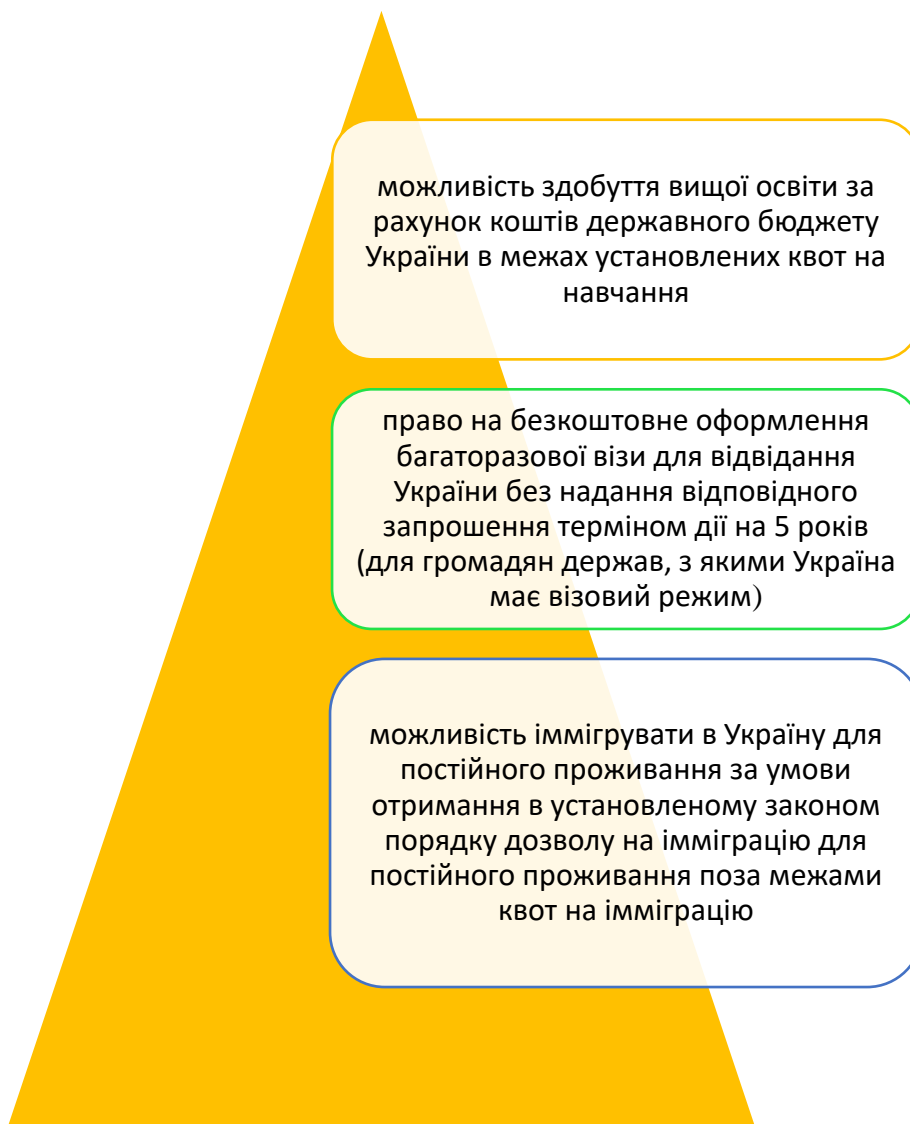 можливість здобуття вищої освіти за
рахунок коштів державного бюджету
України в межах установлених квот на
навчання
право на безкоштовне оформлення
багаторазової візи для відвідання
України без надання відповідного
запрошення терміном дії на 5 років
(для громадян держав, з якими Україна
має візовий режим)
можливість іммігрувати в Україну для
постійного проживання за умови
отримання в установленому законом
порядку дозволу на імміграцію для
постійного проживання поза межами
квот на імміграцію